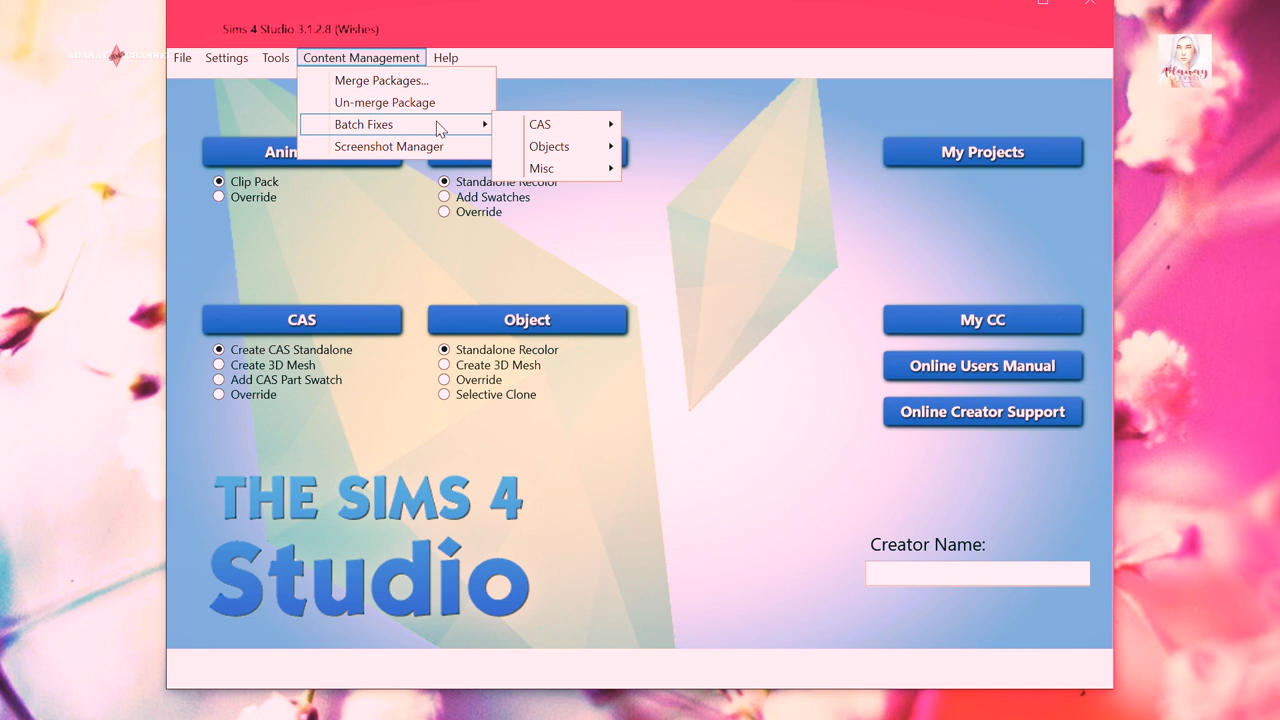 Sims 4 Studio 3.1.2.8 (Wishes)
File Settings Tools Content Management Help
Merge Packages...
Un-merge Package
Batch Fixes
Screenshot Manager
CAS
Objects
Misc
My Projects
Clip Pack
Override
Standalone Recolor
Add Swatches
Override
CAS
Create CAS Standalone
Create 3D Mesh
Add CAS Part Swatch
Override
Object
Standalone Recolor
Create 3D Mesh
Override
Selective Clone
My CC
Online Users Manual
Online Creator Support
THE SIMS 4
Studio
Creator Name: